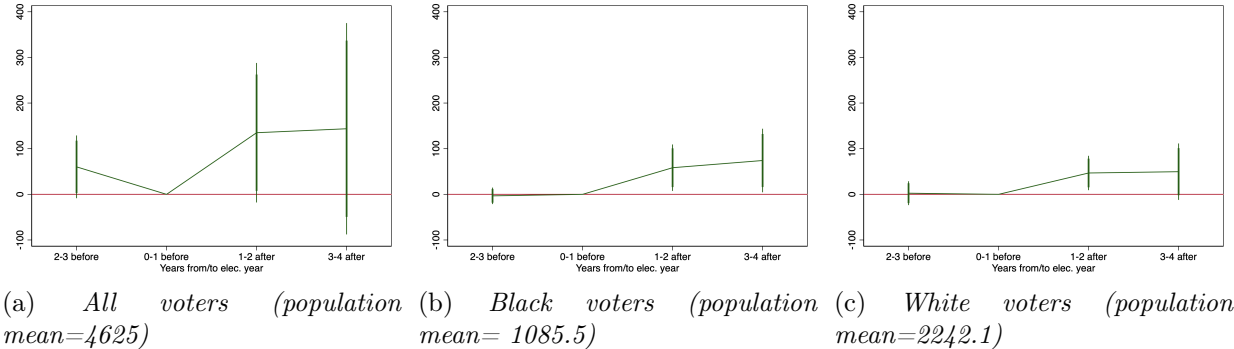 400
300
200
100
0
-100
2-3 before 0-1 before 1-2 after 3-4 after
Years from/to elec. year
(a) All voters (population
mean=4625)
400
300
200
100
0
-100
2-3 before 0-1 before 1-2 after 3-4 after
Years from/to elec. year
(b) Black voters (population
mean= 1085.5)
400
300
200
100
0
-100
2-3 before 0-1 before 1-2 after 3-4 after
Years from/to elec. year
(c) White voters (population
mean=2242.1)